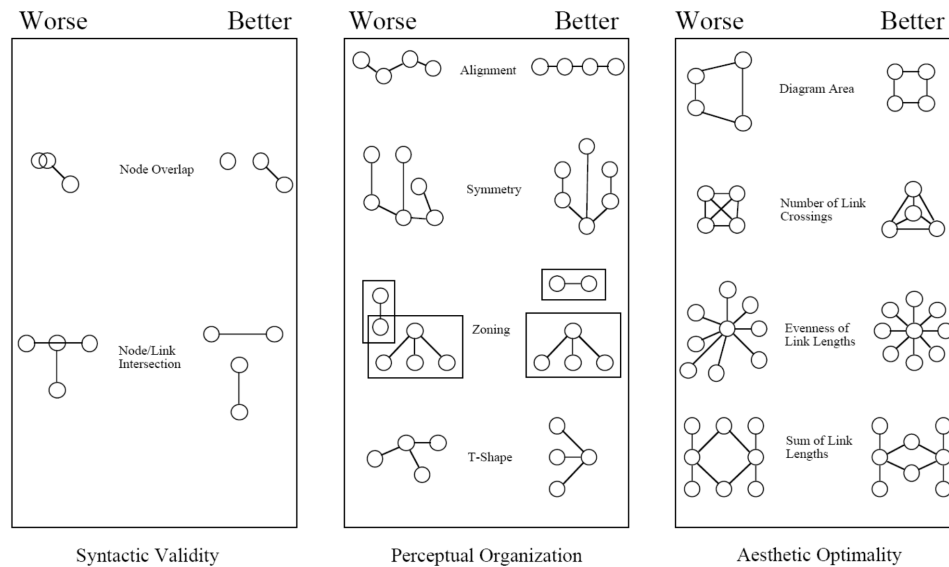 Worse Better
Node Overlap
Node/Link
Intersection
Syntactic Validity
Worse Better
Alignment
Symmetry
Zoning
T-Shape
Perceptual Organization
Worse Better
Diagram Area
Number of Link
Crossings
Evenness of
Link Lengths
Sum of Link
Lengths
Aesthetic Optimality